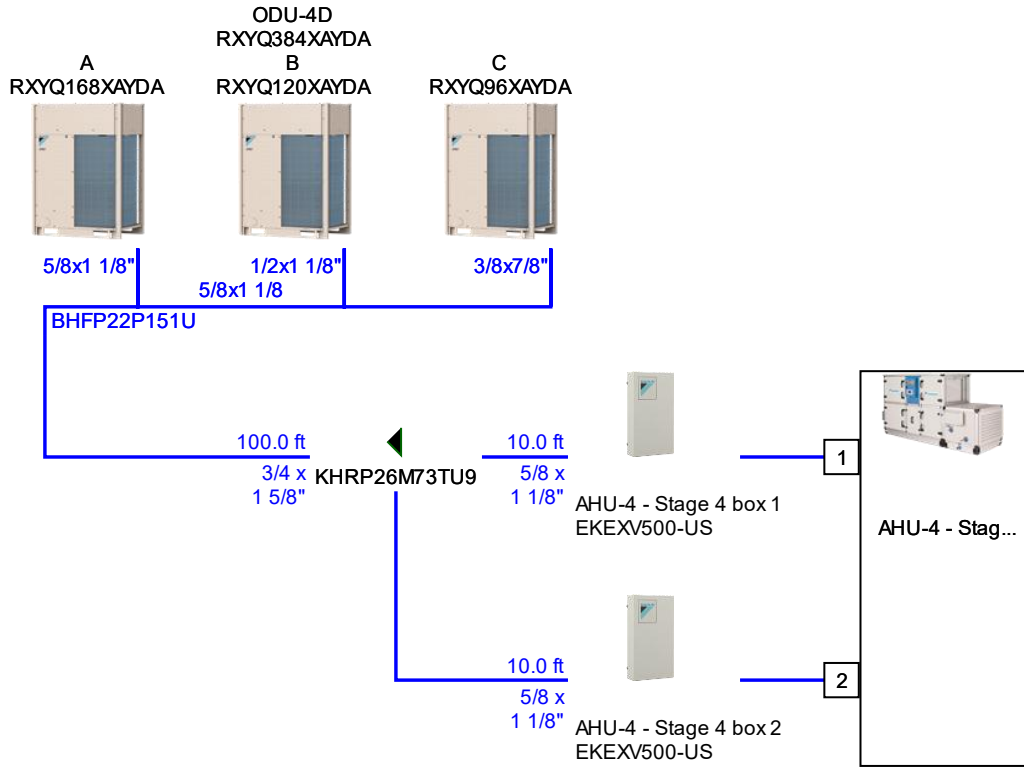 ODU-4D
RXYQ384XAYDA
A
B
C
RXYQ168XAYDA
RXYQ120XAYDA
RXYQ96XAYDA
5/8x1 1/8"
1/2x1 1/8"
3/8x7/8"
5/8x1 1/8
BHFP22P151U
100.0 ft
3/4 x
1 5/8"
KHRP26M73TU9
10.0 ft
5/8 x
1 1/8"
AHU-4 - Stage 4 box 1
EKEXV500-US
1
AHU-4 - Stag...
10.0 ft
5/8 x
1 1/8"
AHU-4 - Stage 4 box 2
EKEXV500-US
2